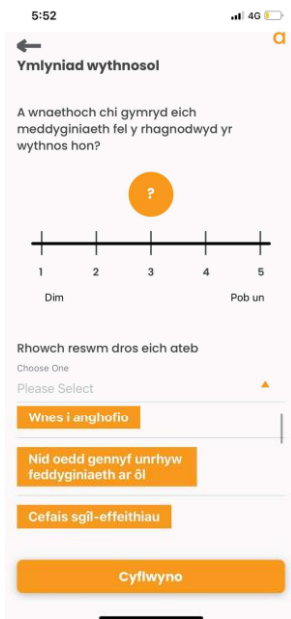 5:52
4G
a
Ymlyniad wythnosol
A wnaethoch chi gymryd eich
meddyginiaeth fel y rhagnodwyd yr
wythnos hon?
?
1 2 3 4 5
Dim Pob un
Rhowch reswm dros eich ateb
Choose One
Please Select
Wnes i anghofio
Nid oedd gennyf unrhyw
feddyginiaeth ar ôl
Cefais sgîl-effeithiau
Cyflwyno